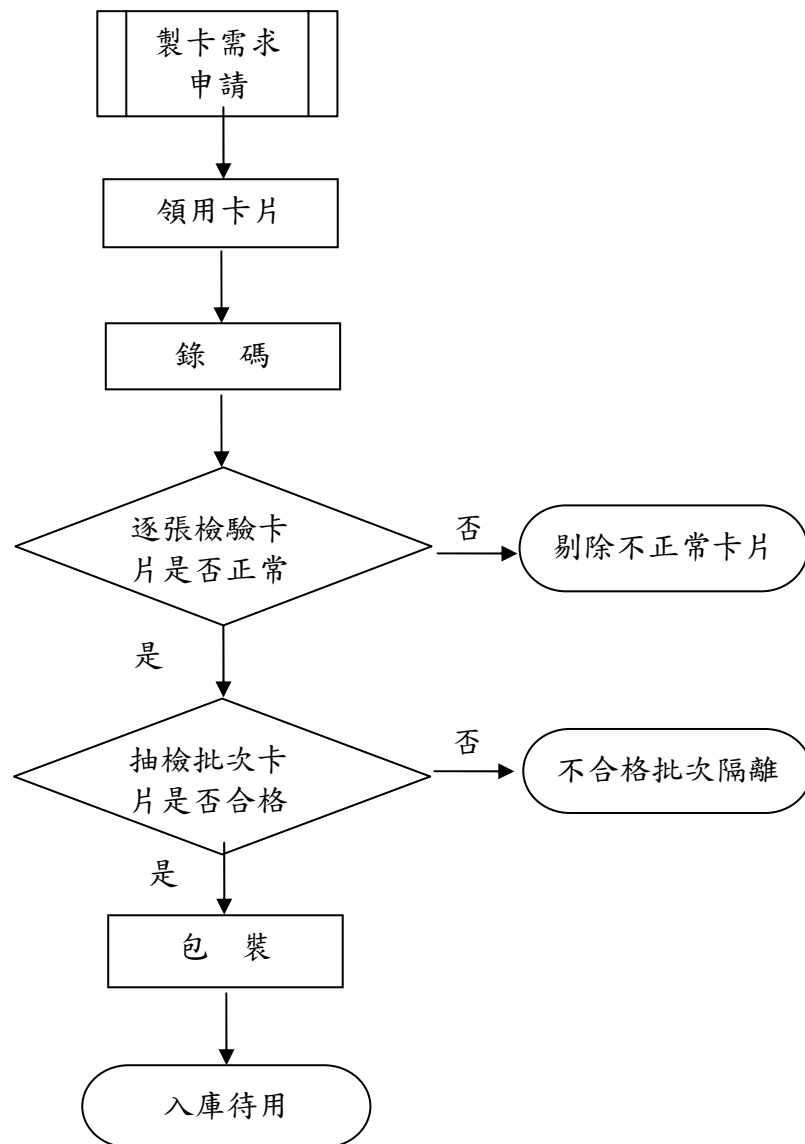 製卡需求
申請
領用卡片
錄 碼
逐張檢驗卡
片是否正常
否
剔除不正常卡片
是
抽檢批次卡
片是否合格
否
不合格批次隔離
是
包 裝
入庫待用